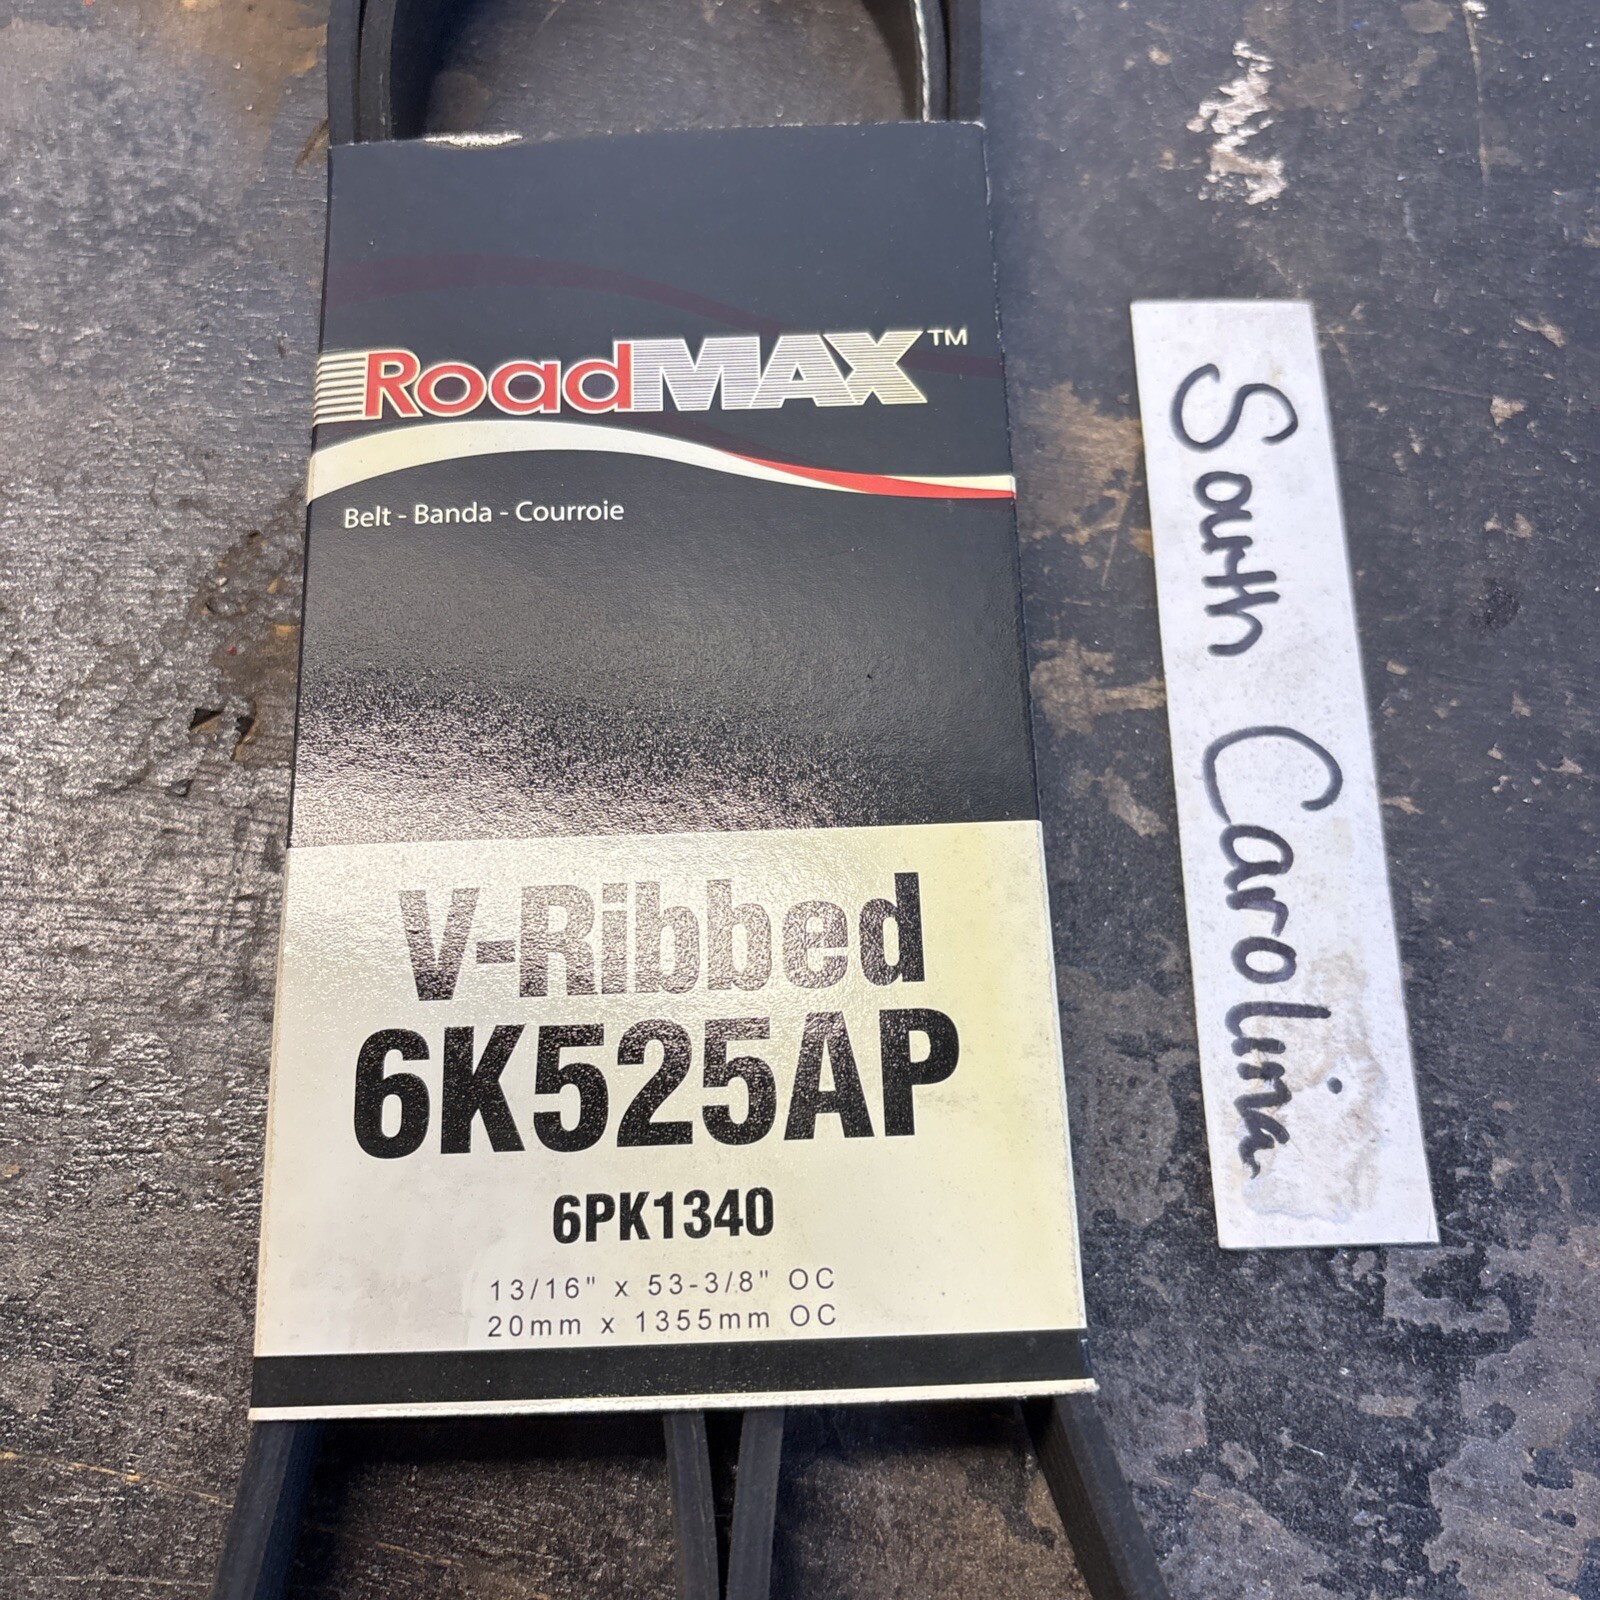 RoadMAX™
Belt - Banda - Courroie
V-Ribbed
6K525AP
6PK1340
13/16" x 53-3/8" OC
20mm x 1355mm OC
South Carolina